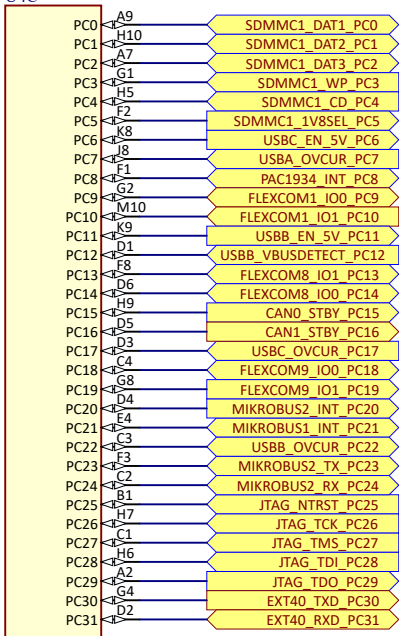 PC0 A9 SDMMC1_DAT1_PC0
PC1 H10 SDMMC1_DAT2_PC1
PC2 A7 SDMMC1_DAT3_PC2
PC3 G1 SDMMC1_WP_PC3
PC4 H5 SDMMC1_CD_PC4
PC5 F2 SDMMC1_1V8SEL_PC5
PC6 K8 USBC_EN_5V_PC6
PC7 J8 USBA_OVCUR_PC7
PC8 F1 PAC1934_INT_PC8
PC9 G2 FLEXCOM1_IO0_PC9
PC10 M10 FLEXCOM1_IO1_PC10
PC11 K9 USBB_EN_5V_PC11
PC12 D1 USBB_VBUSDETECT_PC12
PC13 F8 FLEXCOM8_IO1_PC13
PC14 D6 FLEXCOM8_IO0_PC14
PC15 H9 CAN0_STBY_PC15
PC16 D5 CAN1_STBY_PC16
PC17 D3 USBC_OVCUR_PC17
PC18 C4 FLEXCOM9_IO0_PC18
PC19 G8 FLEXCOM9_IO1_PC19
PC20 D4 MIKROBUS2_INT_PC20
PC21 E4 MIKROBUS1_INT_PC21
PC22 C3 USBB_OVCUR_PC22
PC23 F3 MIKROBUS2_TX_PC23
PC24 C2 MIKROBUS2_RX_PC24
PC25 B1 JTAG_NTRST_PC25
PC26 H7 JTAG_TCK_PC26
PC27 C1 JTAG_TMS_PC27
PC28 H6 JTAG_TDI_PC28
PC29 A2 JTAG_TDO_PC29
PC30 G4 EXT40_TXD_PC30
PC31 D2 EXT40_RXD_PC31